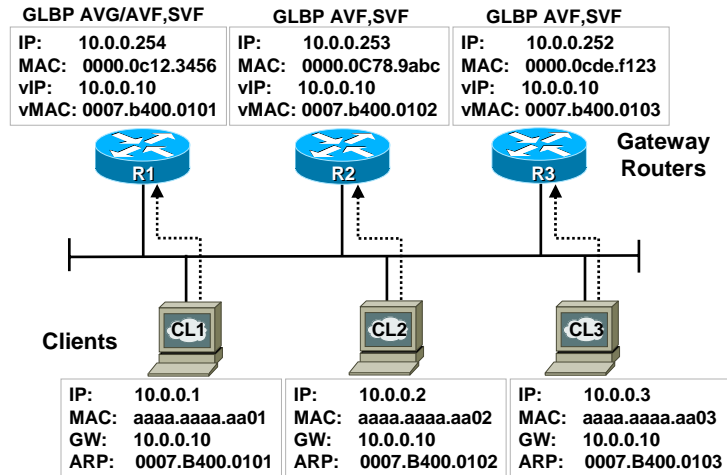 GLBP AVG/AVF,SVF
GLBP AVF,SVF
GLBP AVF,SVF
IP: 10.0.0.254
MAC: 0000.0c12.3456
vIP: 10.0.0.10
vMAC: 0007.b400.0101
IP: 10.0.0.253
MAC: 0000.0C78.9abc
vIP: 10.0.0.10
vMAC: 0007.b400.0102
IP: 10.0.0.252
MAC: 0000.0cde.f123
vIP: 10.0.0.10
vMAC: 0007.b400.0103
R1
R2
R3
Gateway
Routers
Clients
CL1
CL2
CL3
IP: 10.0.0.1
MAC: aaaa.aaaa.aa01
GW: 10.0.0.10
ARP: 0007.B400.0101
IP: 10.0.0.2
MAC: aaaa.aaaa.aa02
GW: 10.0.0.10
ARP: 0007.B400.0102
IP: 10.0.0.3
MAC: aaaa.aaaa.aa03
GW: 10.0.0.10
ARP: 0007.B400.0103